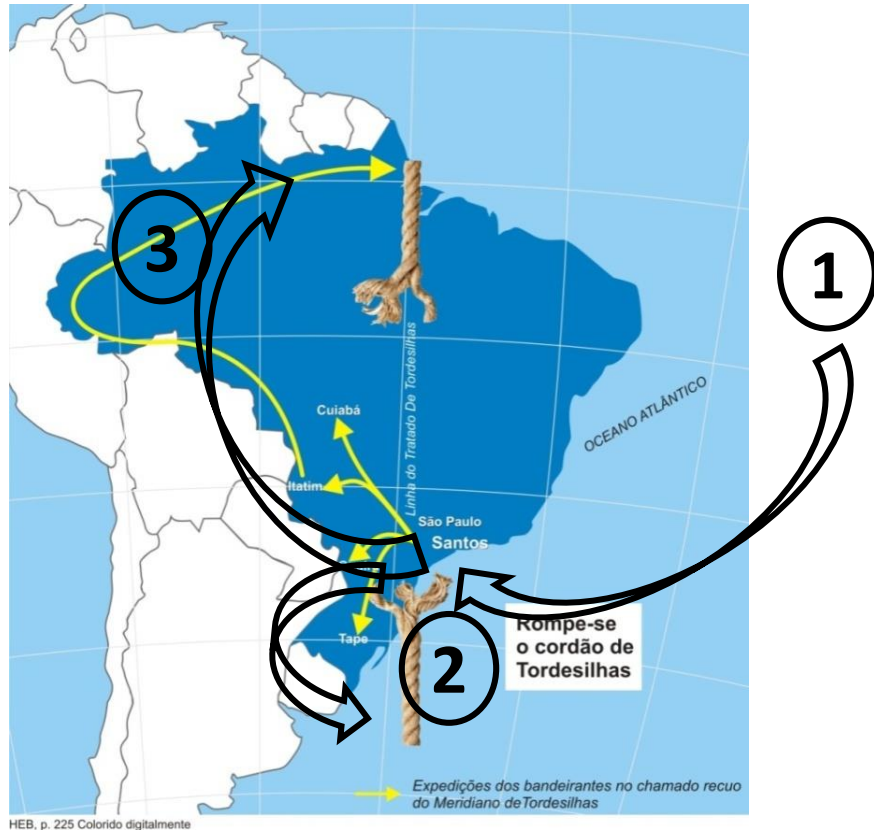 3
1
Linha do Tratado De Tordesilhas
OCEANO ATLÂNTICO
Cuiabá
Itatim
São Paulo
Santos
Rompe-se
o cordão de
Tordesilhas
Tape
2
Expedições dos bandeirantes no chamado recuo
do Meridiano deTordesilhas
HEB, p. 225 Colorido digitalmente